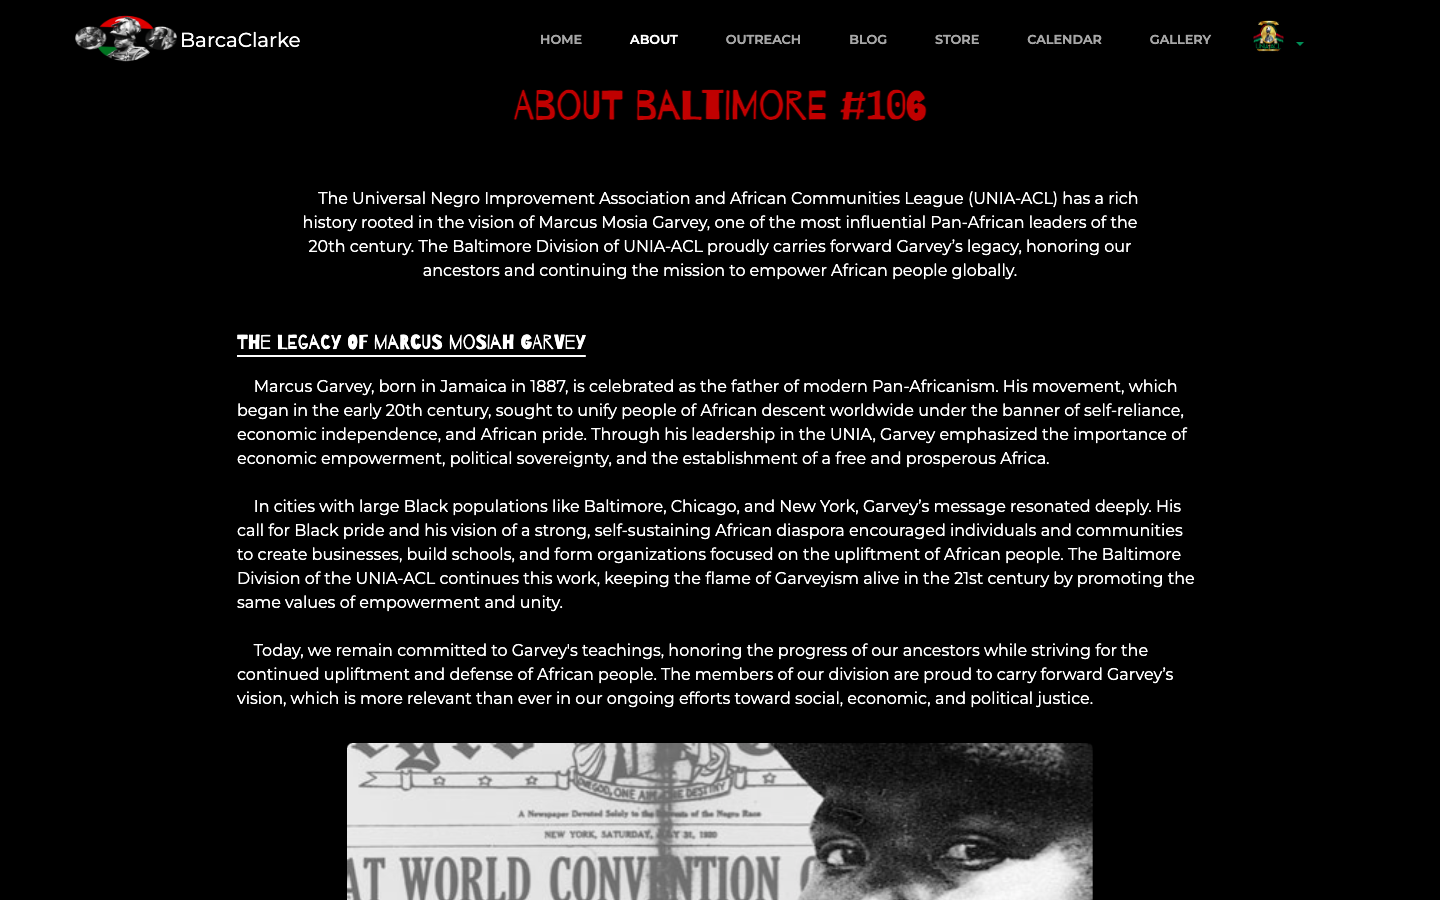 BarcaClarke
HOME ABOUT OUTREACH BLOG STORE CALENDAR GALLERY
ABOUT BALTIMORE #106
The Universal Negro Improvement Association and African Communities League (UNIA-ACL) has a rich
history rooted in the vision of Marcus Mosia Garvey, one of the most influential Pan-African leaders of the
20th century. The Baltimore Division of UNIA-ACL proudly carries forward Garvey’s legacy, honoring our
ancestors and continuing the mission to empower African people globally.
THE LEGACY OF MARCUS MOSIAH GARVEY
Marcus Garvey, born in Jamaica in 1887, is celebrated as the father of modern Pan-Africanism. His movement, which
began in the early 20th century, sought to unify people of African descent worldwide under the banner of self-reliance,
economic independence, and African pride. Through his leadership in the UNIA, Garvey emphasized the importance of
economic empowerment, political sovereignty, and the establishment of a free and prosperous Africa.
In cities with large Black populations like Baltimore, Chicago, and New York, Garvey’s message resonated deeply. His
call for Black pride and his vision of a strong, self-sustaining African diaspora encouraged individuals and communities
to create businesses, build schools, and form organizations focused on the upliftment of African people. The Baltimore
Division of the UNIA-ACL continues this work, keeping the flame of Garveyism alive in the 21st century by promoting the
same values of empowerment and unity.
Today, we remain committed to Garvey's teachings, honoring the progress of our ancestors while striving for the
continued upliftment and defense of African people. The members of our division are proud to carry forward Garvey’s
vision, which is more relevant than ever in our ongoing efforts toward social, economic, and political justice.
ONE GOD, ONE AIM, ONE DESTINY
A Newspaper Devoted Solely to the Interests of the Negro Race
NEW YORK, SATURDAY, 31, 1920
AT WORLD CONVENTION